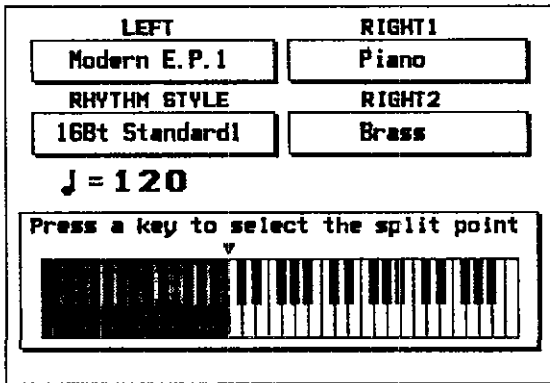 LEFT
Modern E.P.1
RIGHT1
Piano
RHYTHM STYLE
16Bt Standard1
RIGHT2
Brass
♩=120
Press a key to select the split point